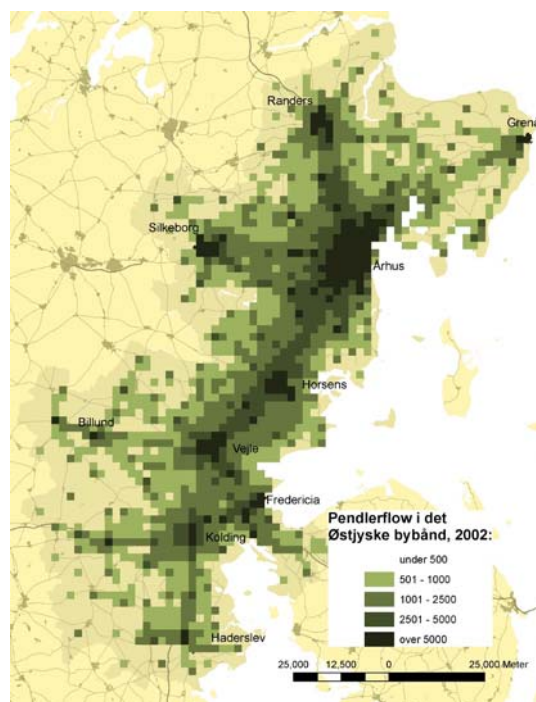 Randers
Grenå
Silkeborg
Århus
Horsens
Billund
Vejle
Fredericia
Kolding
Haderslev
Pendlerflow i det
Østjyske bybånd, 2002:
under 500
501 - 1000
1001 - 2500
2501 - 5000
over 5000
25,000 12,500 0 25,000 Meter